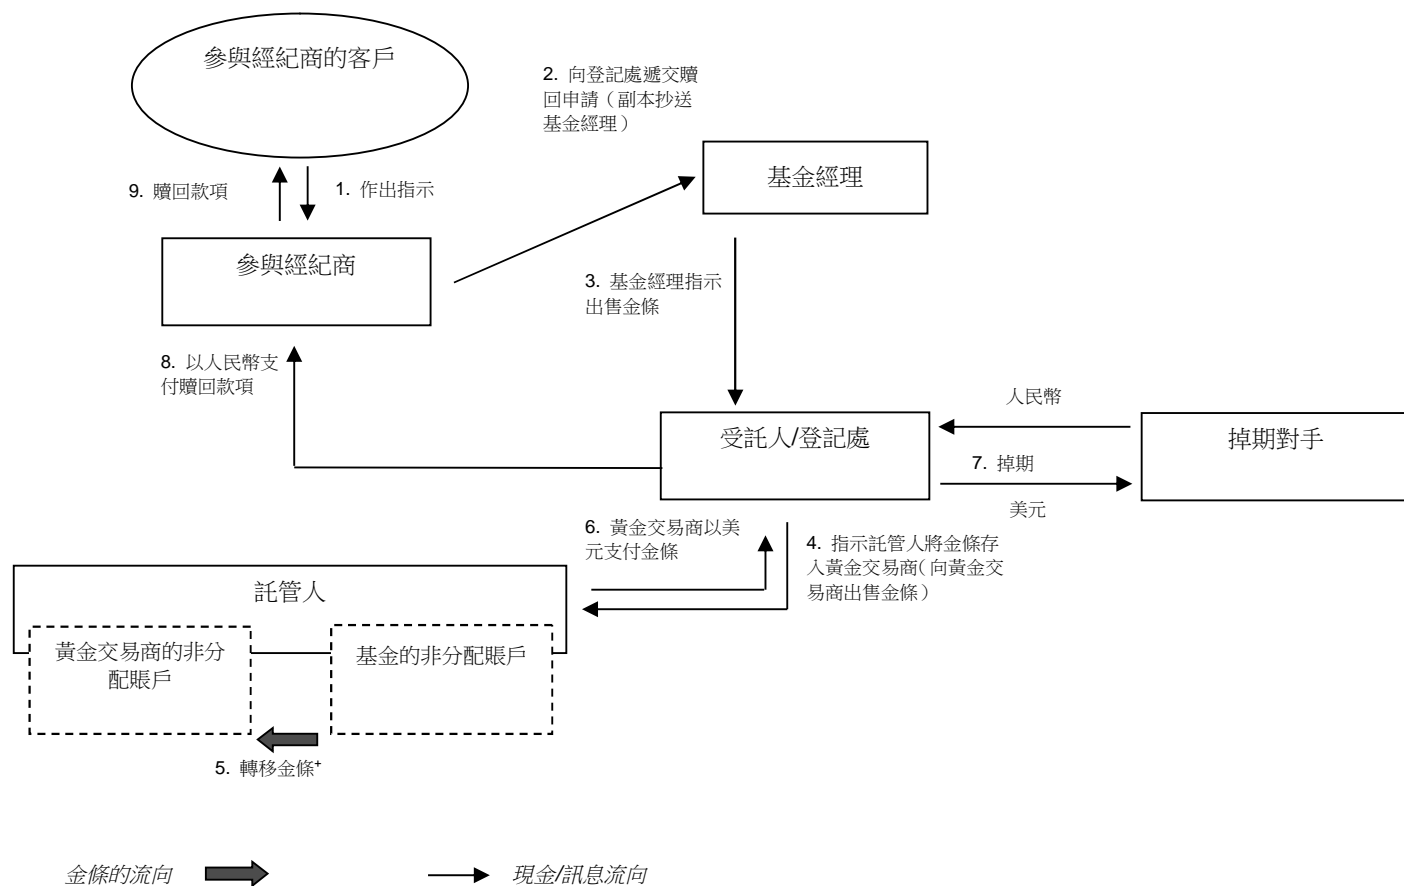 參與經紀商的客戶
2. 向登記處遞交贖
回申請（副本抄送
基金經理）
基金經理
9. 贖回款項
1. 作出指示
參與經紀商
3. 基金經理指示
出售金條
8. 以人民幣支
付贖回款項
人民幣
受託人/登記處
掉期對手
7. 掉期
美元
6. 黃金交易商以美
元支付金條
4. 指示託管人將金條存
入黃金交易商（向黃金交
易商出售金條）
託管人
黃金交易商的非分
配賬戶
基金的非分配賬戶
5. 轉移金條+
金條的流向
現金/訊息流向